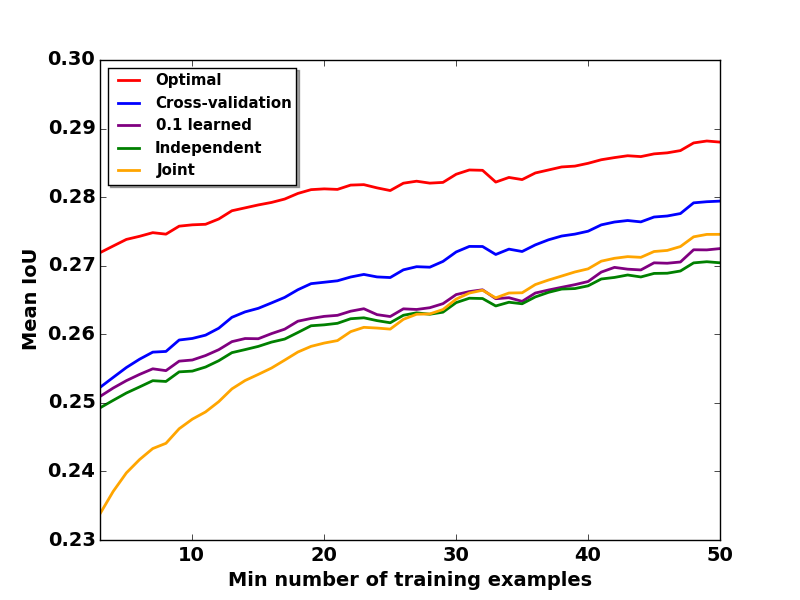 0.30
0.29
0.28
0.27
0.26
0.25
0.24
0.23
Mean IoU
Optimal
Cross-validation
0.1 learned
Independent
Joint
10 20 30 40 50
Min number of training examples